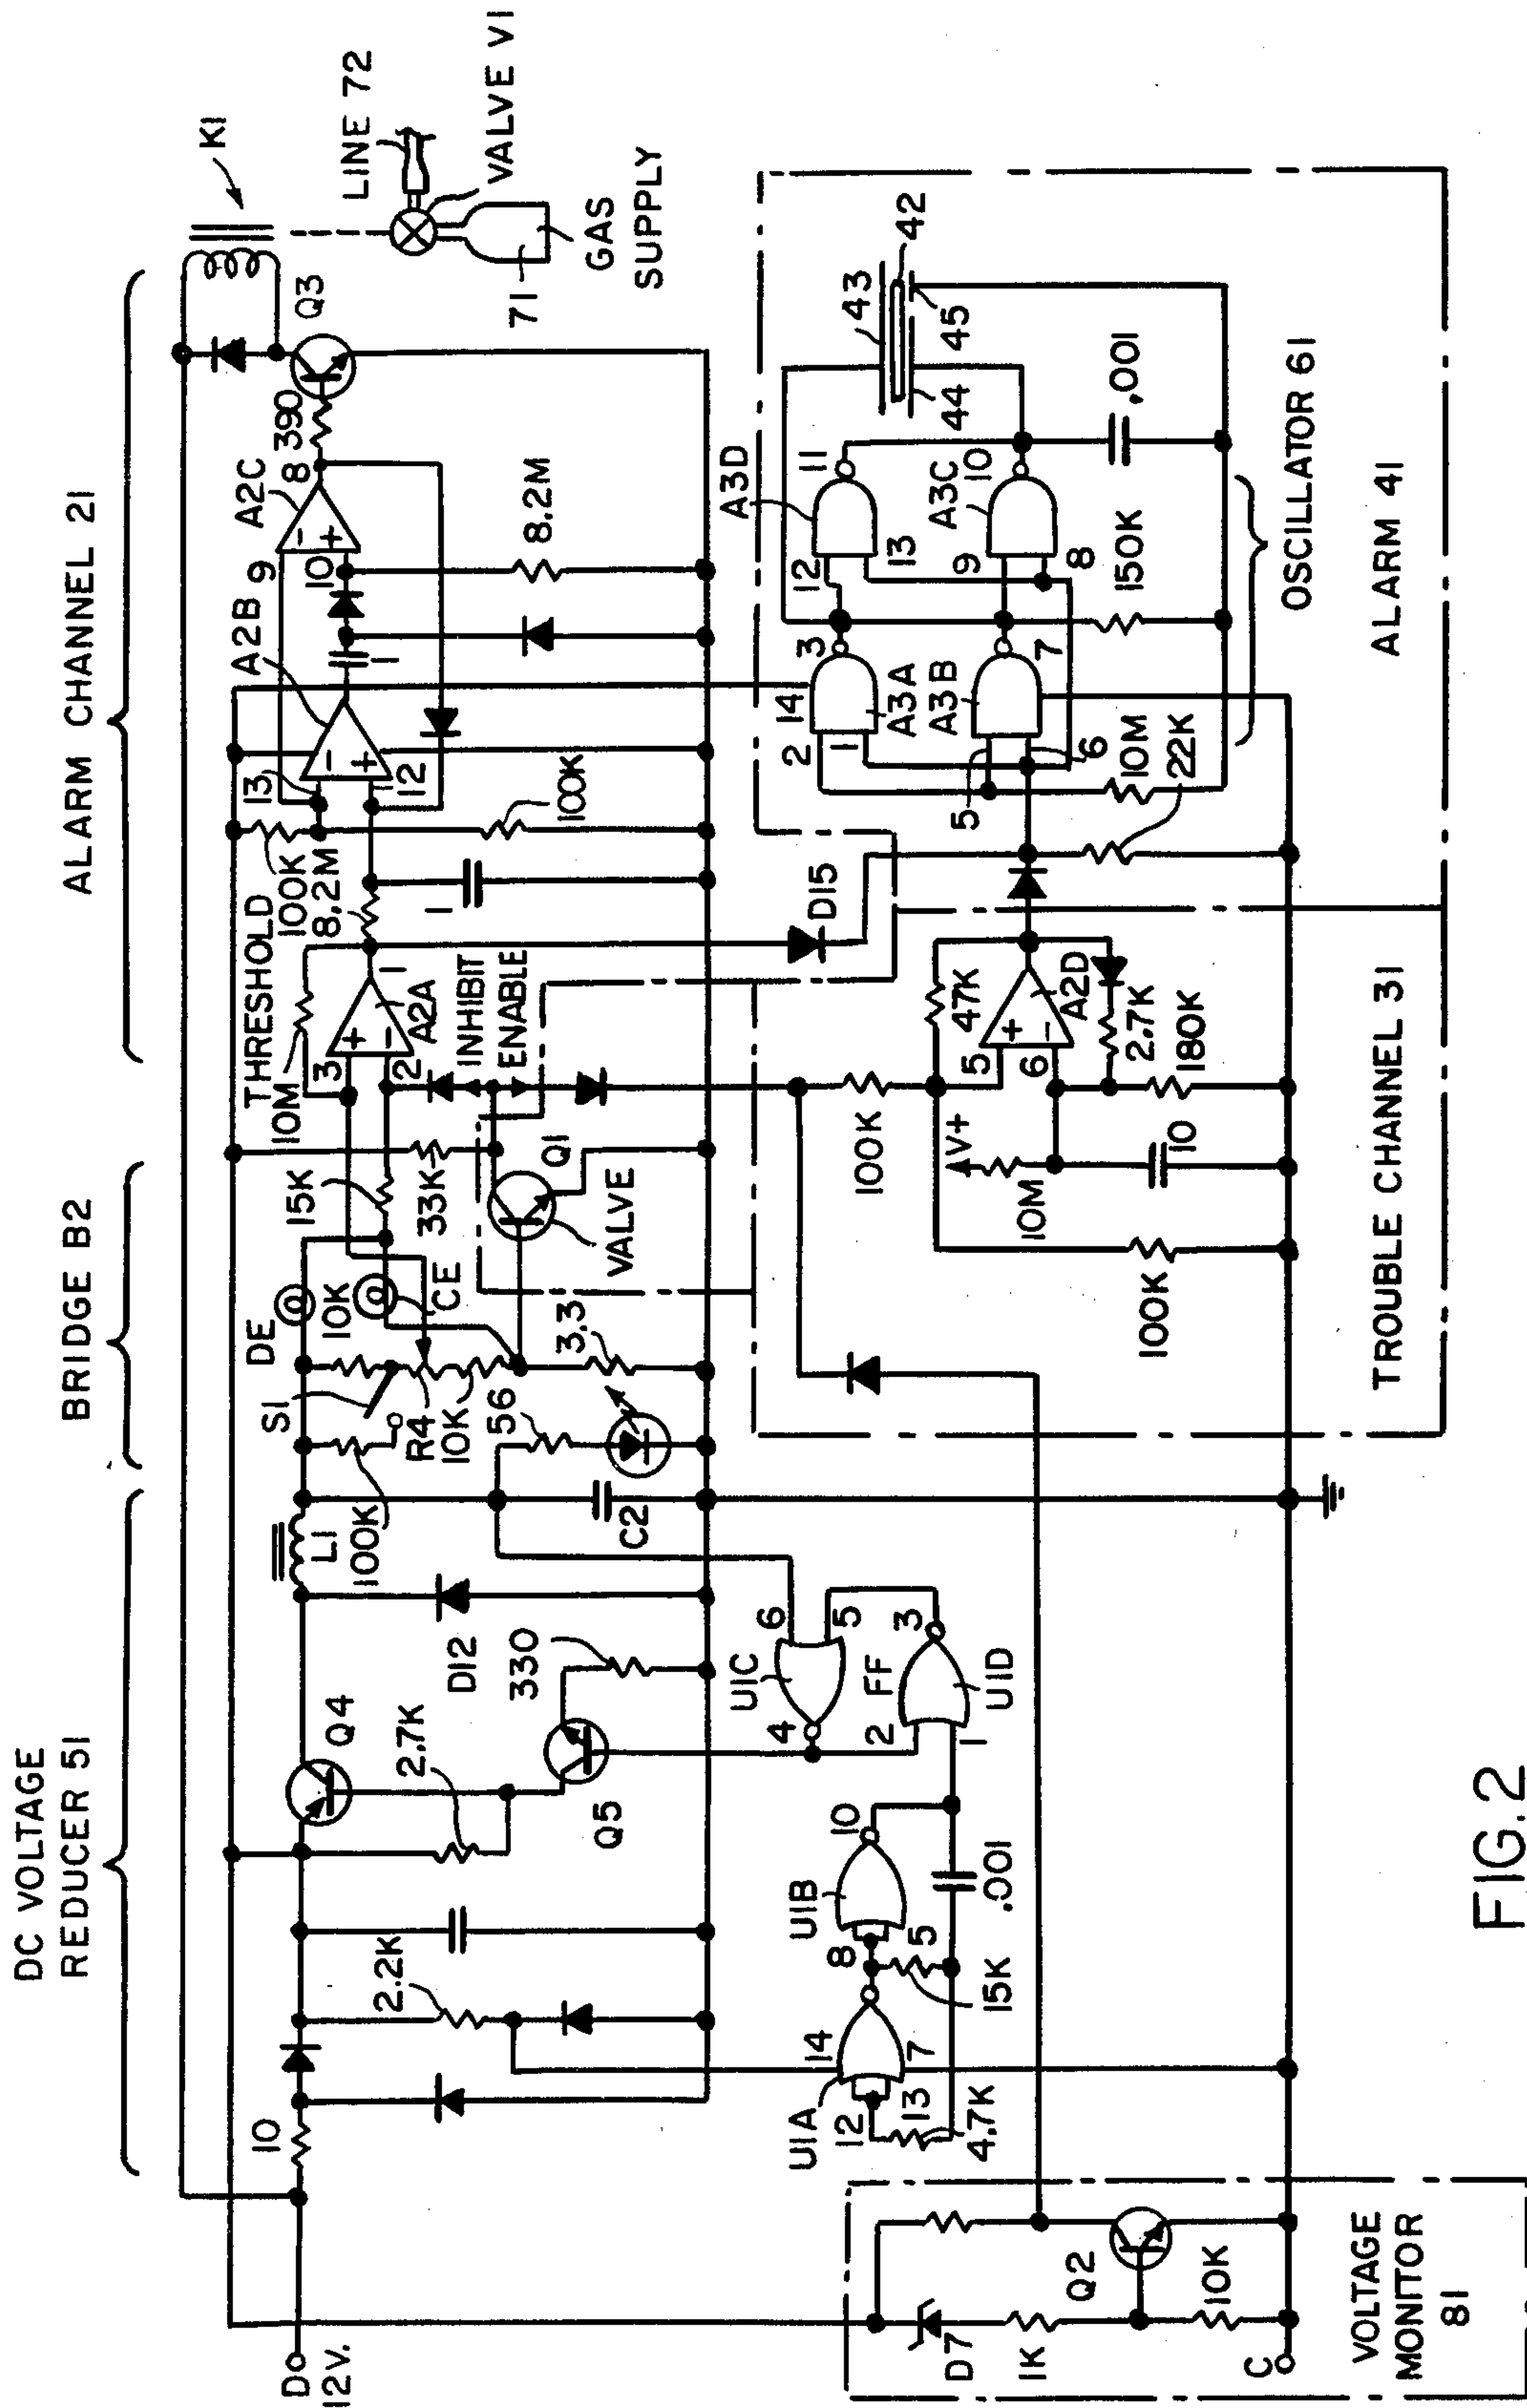 DC VOLTAGE
REDUCER 51
BRIDGE B2
ALARM CHANNEL 21
K1
D
12V.
10
2.2K
Q4
2.7K
D12
330
Q5
L1
100K
C2
S1
DE
10K
R4
10K
56
CE
3.3
15K
33K
Q1
VALVE
THRESHOLD
10M
3
2
1
A2A
INHIBIT
ENABLE
100K
8.2M
1
13
12
100K
A2B
1
9
10
A2C
8
390
8.2M
Q3
LINE 72
VALVE V1
71
GAS
SUPPLY
D15
U1A
12
13
14
7
4.7K
U1B
8
5
10
15K
.001
U1C
4
6
5
FF
2
1
3
U1D
100K
V+
10M
10
100K
47K
5
6
A2D
2.7K
180K
TROUBLE CHANNEL 31
2
1
14
3
A3A
A3B
5
6
7
10M
22K
A3D
12
13
11
A3C
9
8
10
150K
.001
43
42
44
45
OSCILLATOR 61
ALARM 41
D7
1K
Q2
10K
C
VOLTAGE
MONITOR
81
FIG.2